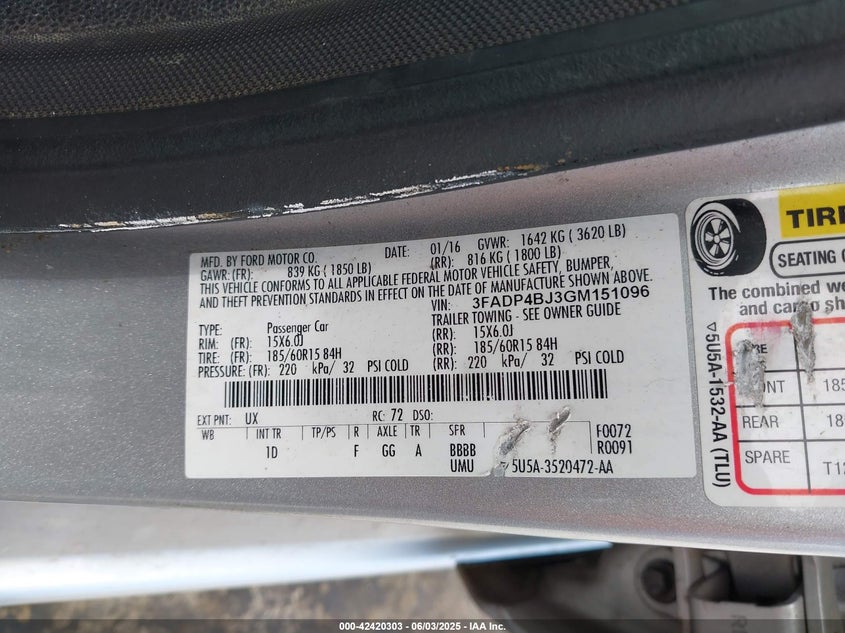 MFD. BY FORD MOTOR CO. DATE: 01/16 GVWR: 1642 KG ( 3620 LB)
GAWR: (FR): 839 KG ( 1850 LB) (RR): 816 KG ( 1800 LB)
THIS VEHICLE CONFORMS TO ALL APPLICABLE FEDERAL MOTOR VEHICLE SAFETY, BUMPER,
THEFT PREVENTION STANDARDS IN EFFECT ON THE DATE OF MANUFACTURE SHOWN ABOVE.
VIN: 3FADP4BJ3GM151096
TYPE: Passenger Car TRAILER TOWING - SEE OWNER GUIDE
RIM: (FR): 15X6.0J (RR): 15X6.0J
TIRE: (FR): 185/60R15 84H (RR): 185/60R15 84H
PRESSURE: (FR): 220 kPa/ 32 PSI COLD (RR): 220 kPa/ 32 PSI COLD
EXT PNT: UX RC: 72 DSO:
WB INT TR TP/PS R AXLE TR SFR F0072
1D F GG A BBBB R0091
UMU ▽5U5A-3520472-AA
TIRE
SEATING
The combined
and cargo
▽5U5A-1532-AA (TLU)
185
REAR 18
SPARE T12
000-42420303 - 06/03/2025 - IAA Inc.